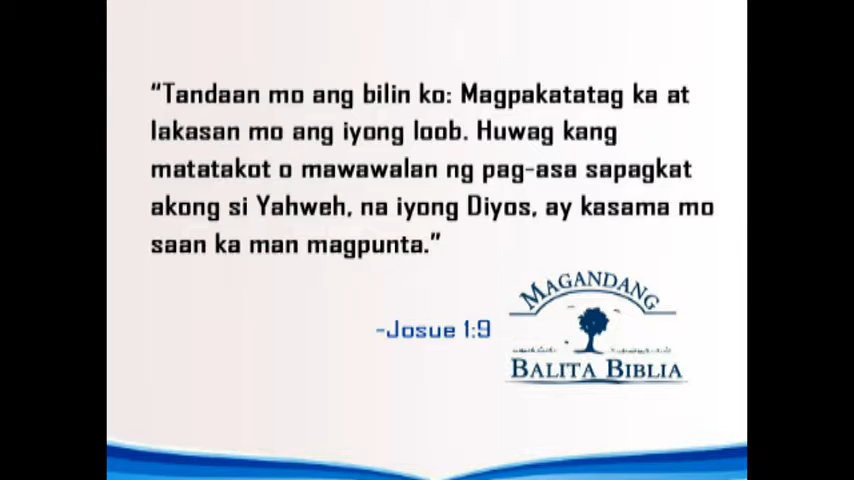 “Tandaan mo ang bilin ko: Magpakatatag ka at
lakasan mo ang iyong loob. Huwag kang
matatakot o mawawalan ng pag-asa sapagkat
akong si Yahweh, na iyong Diyos, ay kasama mo
saan ka man magpunta.”
-Josue 1:9
MAGANDANG
BALITA BIBLIA